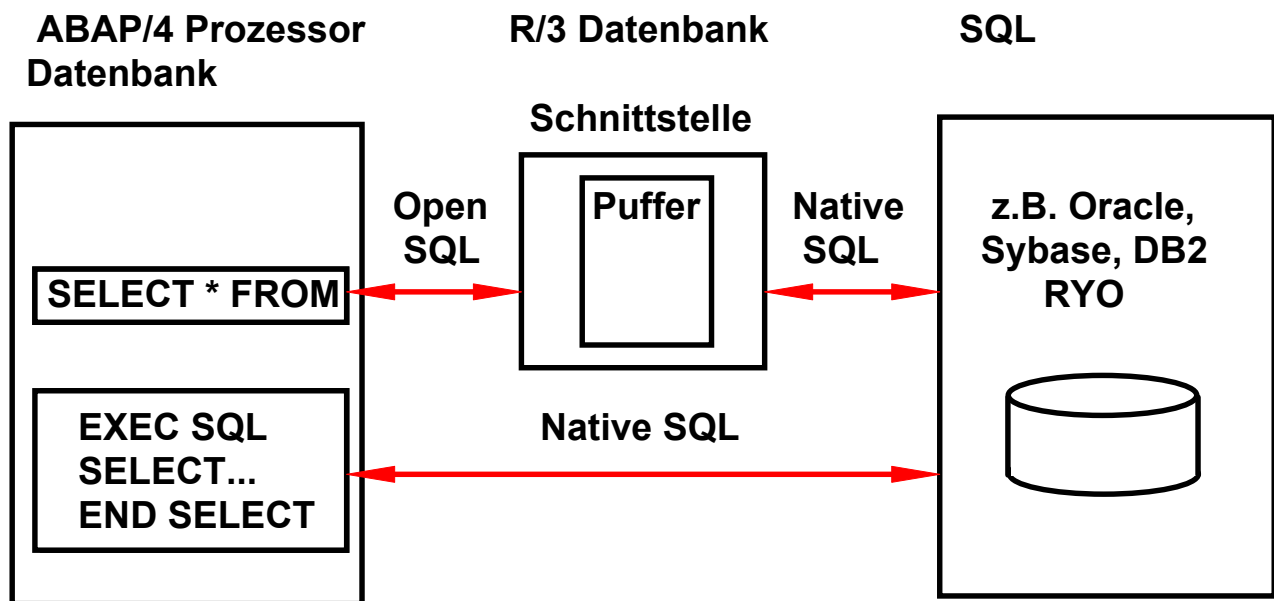 ABAP/4 Prozessor R/3 Datenbank SQL
Datenbank
Schnittstelle
Open
SQL
Puffer
Native
SQL
z.B. Oracle,
Sybase, DB2
RYO
SELECT * FROM
EXEC SQL
SELECT...
END SELECT
Native SQL